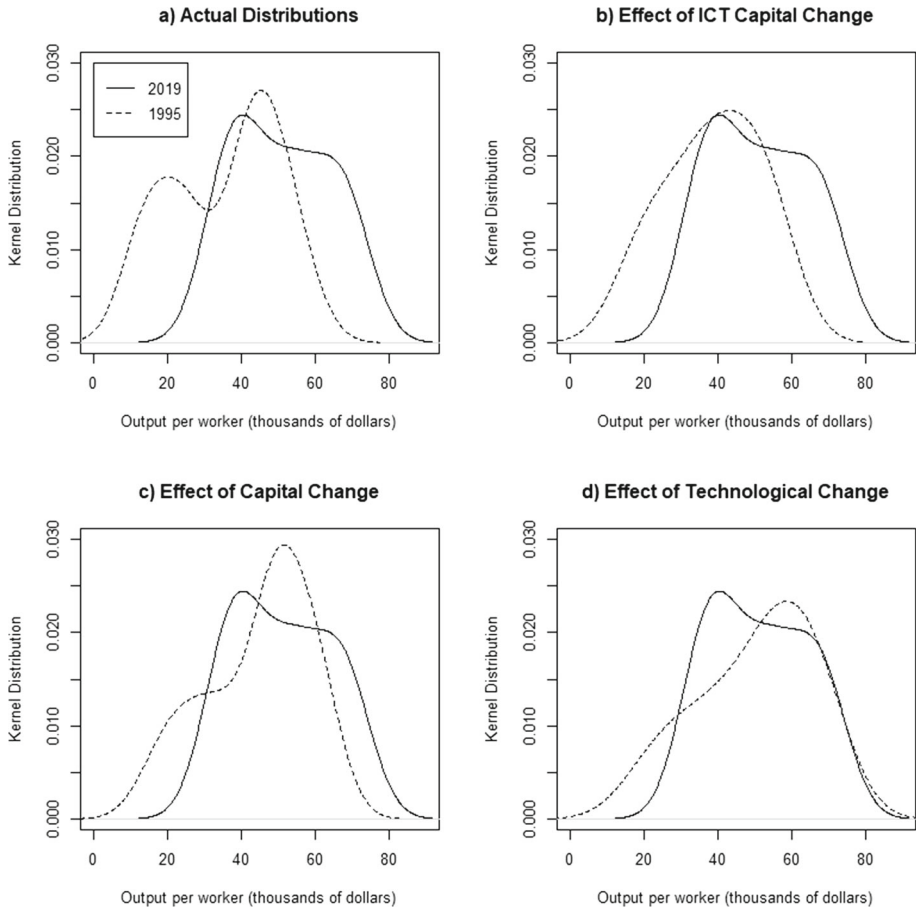 a) Actual Distributions
Kernel Distribution
0.000 0.010 0.020 0.030
2019
1995
0 20 40 60 80
Output per worker (thousands of dollars)
b) Effect of ICT Capital Change
Kernel Distribution
0.000 0.010 0.020 0.030
0 20 40 60 80
Output per worker (thousands of dollars)
c) Effect of Capital Change
Kernel Distribution
0.000 0.010 0.020 0.030
0 20 40 60 80
Output per worker (thousands of dollars)
d) Effect of Technological Change
Kernel Distribution
0.000 0.010 0.020 0.030
0 20 40 60 80
Output per worker (thousands of dollars)